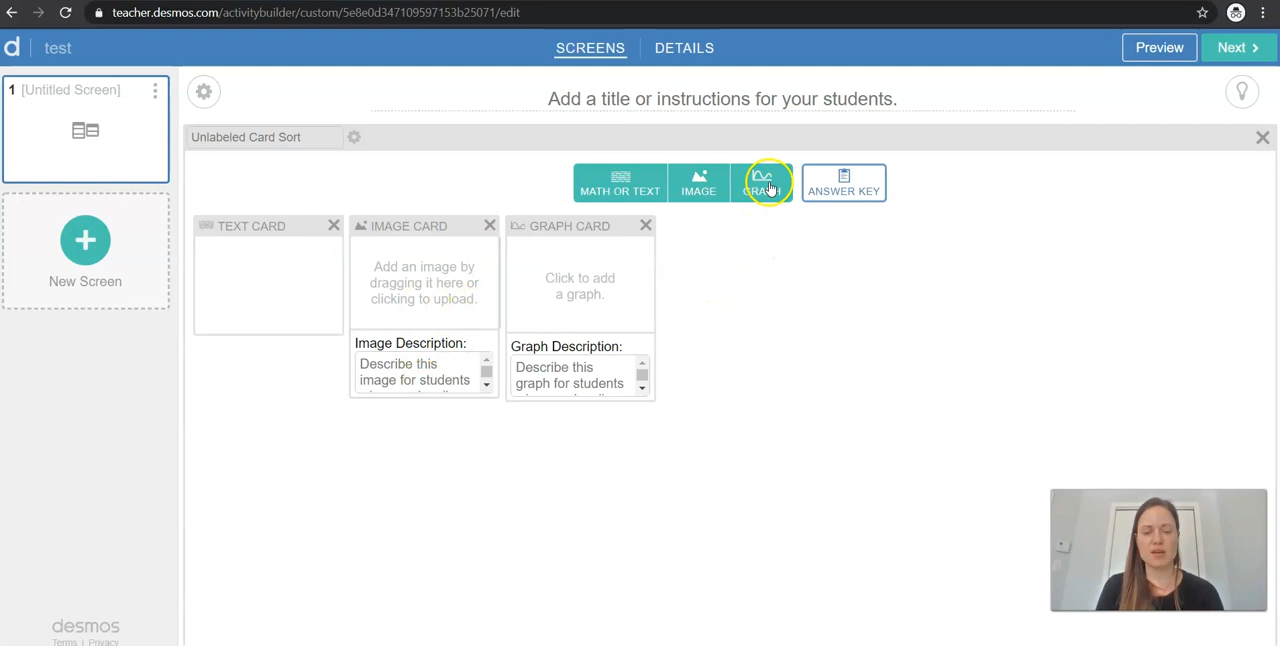 teacher.desmos.com/activitybuilder/custom/5e8e0d347109597153b25071/edit
d test
SCREENS
DETAILS
Preview
Next >
1 [Untitled Screen]
Add a title or instructions for your students.
Unlabeled Card Sort
MATH OR TEXT
IMAGE
GRAPH
ANSWER KEY
TEXT CARD
IMAGE CARD
GRAPH CARD
Add an image by
dragging it here or
clicking to upload.
Click to add
a graph.
New Screen
Image Description:
Describe this
image for students
Graph Description:
Describe this
graph for students
desmos
Terms | Privacy